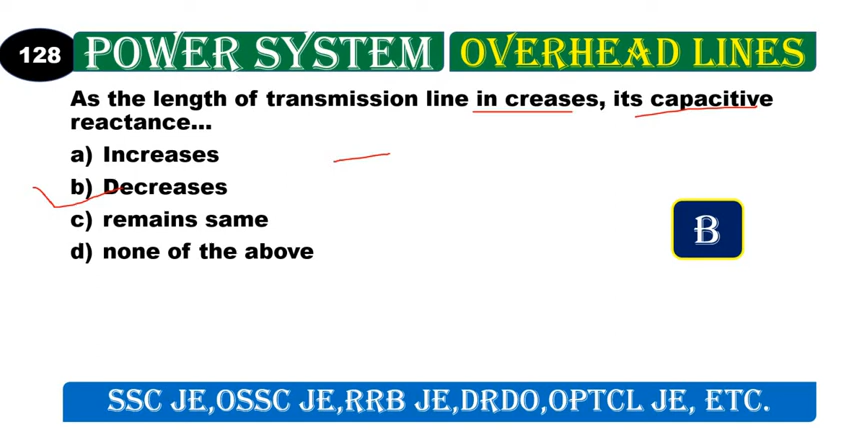 128
POWER SYSTEM
OVERHEAD LINES
As the length of transmission line in creases, its capacitive
reactance...
a) Increases
b) Decreases
c) remains same
d) none of the above
B
SSC JE,OSSC JE,RRB JE,DRDO,OPTCL JE, ETC.